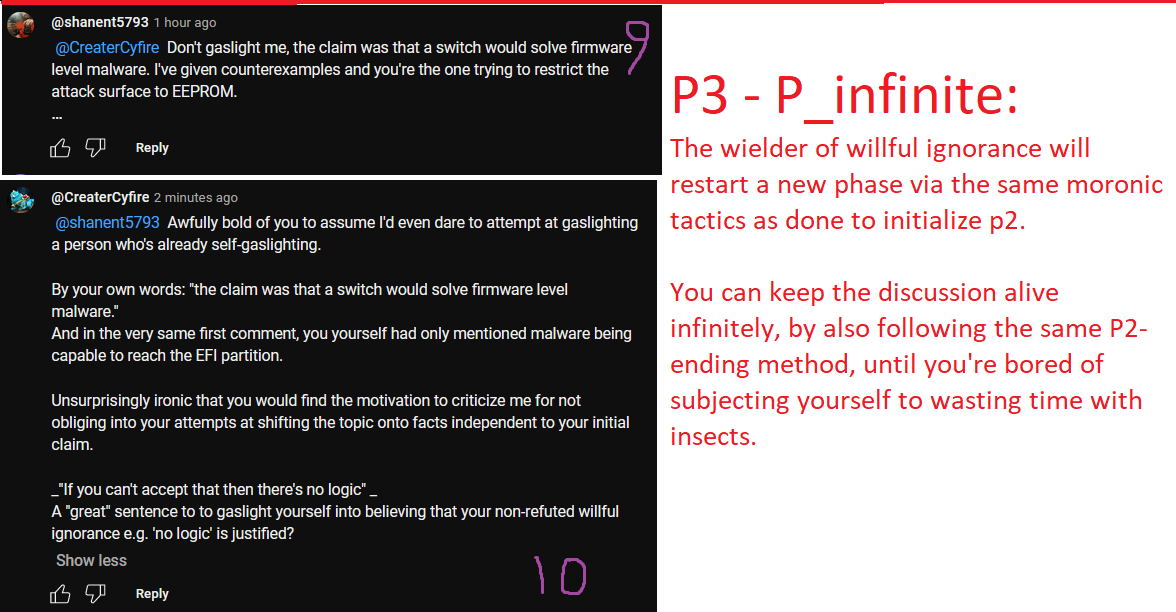 @shanent5793 1 hour ago
@CreaterCyfire Don't gaslight me, the claim was that a switch would solve firmware
level malware. I've given counterexamples and you're the one trying to restrict the
attack surface to EEPROM.
...
Reply
9
@CreaterCyfire 2 minutes ago
@shanent5793 Awfully bold of you to assume I'd even dare to attempt at gaslighting
a person who's already self-gaslighting.
By your own words: "the claim was that a switch would solve firmware level
malware."
And in the very same first comment, you yourself had only mentioned malware being
capable to reach the EFI partition.
Unsurprisingly ironic that you would find the motivation to criticize me for not
obliging into your attempts at shifting the topic onto facts independent to your initial
claim.
_"If you can't accept that then there's no logic" _
A "great" sentence to to gaslight yourself into believing that your non-refuted willful
ignorance e.g. 'no logic' is justified?
Show less
Reply
10
P3 - P_infinite:
The wielder of willful ignorance will
restart a new phase via the same moronic
tactics as done to initialize p2.
You can keep the discussion alive
infinitely, by also following the same P2-
ending method, until you're bored of
subjecting yourself to wasting time with
insects.